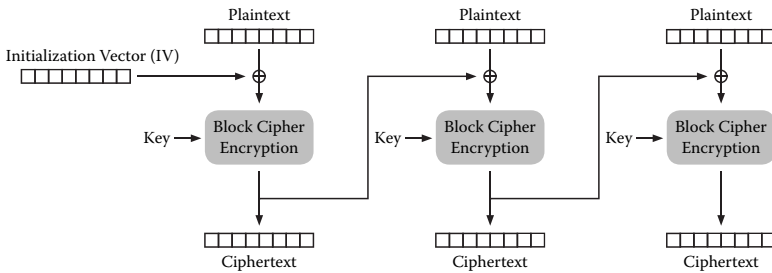 Plaintext
Plaintext
Plaintext
Initialization Vector (IV)
Key
Block Cipher
Encryption
Key
Block Cipher
Encryption
Key
Block Cipher
Encryption
Ciphertext
Ciphertext
Ciphertext